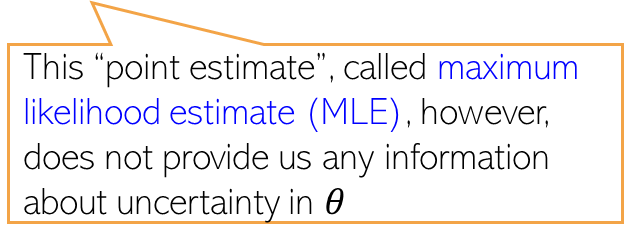 This “point estimate”, called maximum
likelihood estimate (MLE), however,
does not provide us any information
about uncertainty in θ